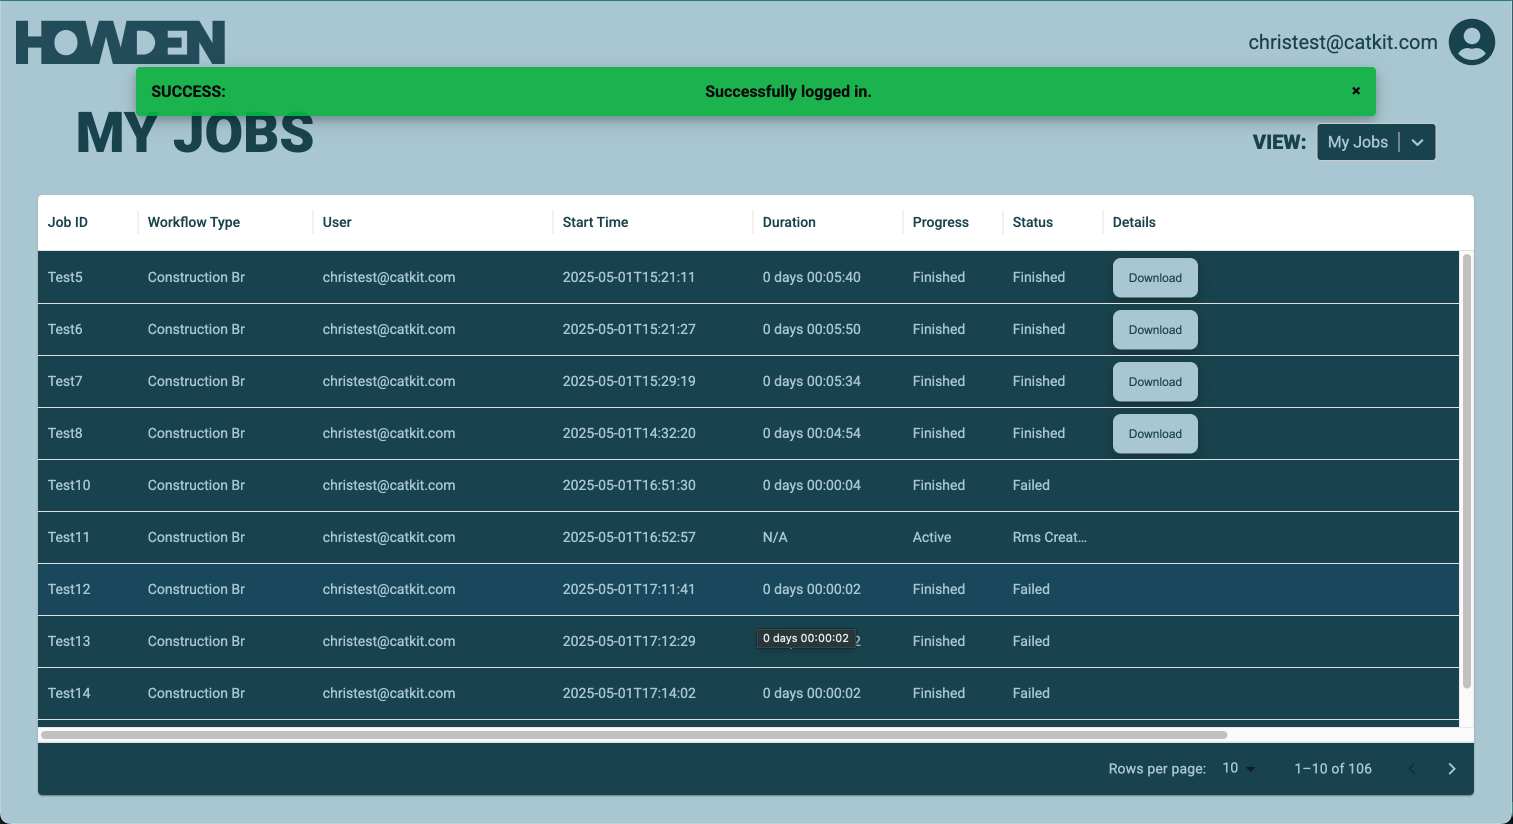 HOWDEN
christest@catkit.com
SUCCESS: Successfully logged in. ×
MY JOBS
VIEW: My Jobs
Job ID Workflow Type User Start Time Duration Progress Status Details
Test5 Construction Br christest@catkit.com 2025-05-01T15:21:11 0 days 00:05:40 Finished Finished Download
Test6 Construction Br christest@catkit.com 2025-05-01T15:21:27 0 days 00:05:50 Finished Finished Download
Test7 Construction Br christest@catkit.com 2025-05-01T15:29:19 0 days 00:05:34 Finished Finished Download
Test8 Construction Br christest@catkit.com 2025-05-01T14:32:20 0 days 00:04:54 Finished Finished Download
Test10 Construction Br christest@catkit.com 2025-05-01T16:51:30 0 days 00:00:04 Finished Failed
Test11 Construction Br christest@catkit.com 2025-05-01T16:52:57 N/A Active Rms Creat...
Test12 Construction Br christest@catkit.com 2025-05-01T17:11:41 0 days 00:00:02 Finished Failed
Test13 Construction Br christest@catkit.com 2025-05-01T17:12:29 0 days 00:00:02 Finished Failed
Test14 Construction Br christest@catkit.com 2025-05-01T17:14:02 0 days 00:00:02 Finished Failed
Rows per page: 10 1–10 of 106